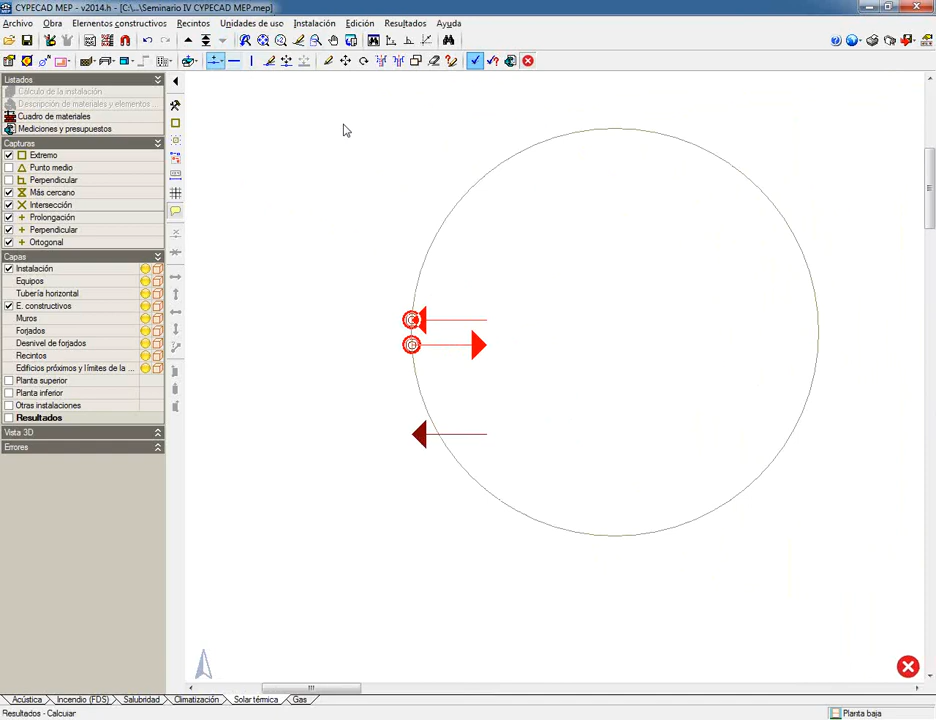 CYPECAD MEP - v2014.h - [C:\...\Seminario IV CYPECAD MEP.mep]
Archivo Obra Elementos constructivos Recintos Unidades de uso Instalación Edición Resultados Ayuda
Listados
Cálculo de la instalación
Descripción de materiales y elementos ...
Cuadro de materiales
Mediciones y presupuestos
Capturas
Extremo
Punto medio
Perpendicular
Más cercano
Intersección
Prolongación
Perpendicular
Ortogonal
Capas
Instalación
Equipos
Tubería horizontal
E. constructivos
Muros
Forjados
Desnivel de forjados
Recintos
Edificios próximos y límites de la ...
Planta superior
Planta inferior
Otras instalaciones
Resultados
Vista 3D
Errores
Acústica Incendio (FDS) Salubridad Climatización Solar térmica Gas
Resultados - Calcular
Planta baja